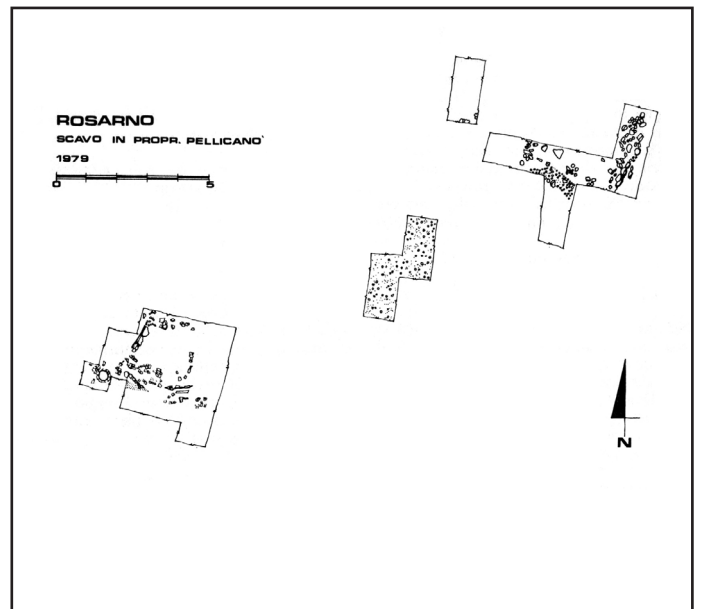 ROSARNO
SCAVO IN PROPR. PELLICANO'
1979
0 5
N